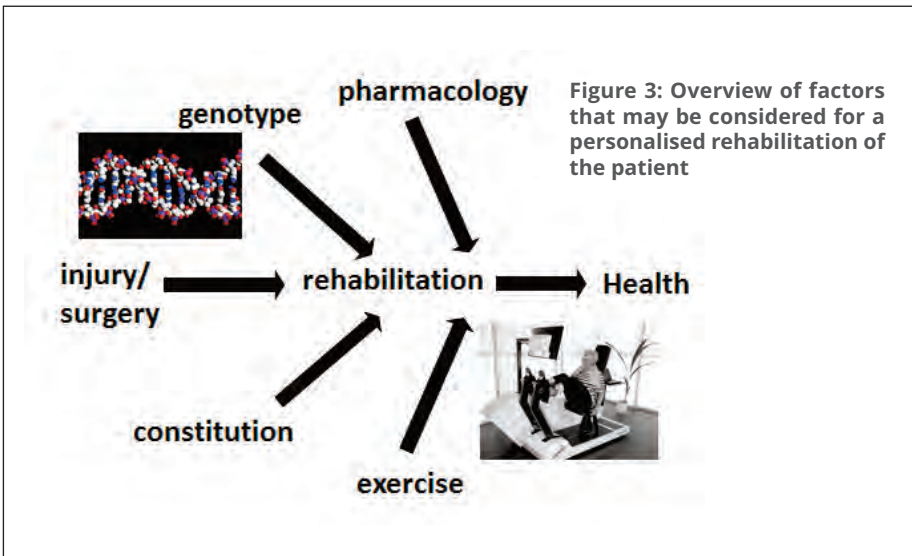 pharmacology
genotype
Figure 3: Overview of factors
that may be considered for a
personalised rehabilitation of
the patient
injury/
surgery
rehabilitation
Health
constitution
exercise